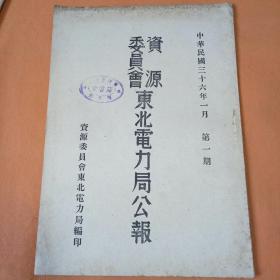 中華民國三十六年一月 第一期
資源委員會東北電力局公報
資源委員會東北電力局編印